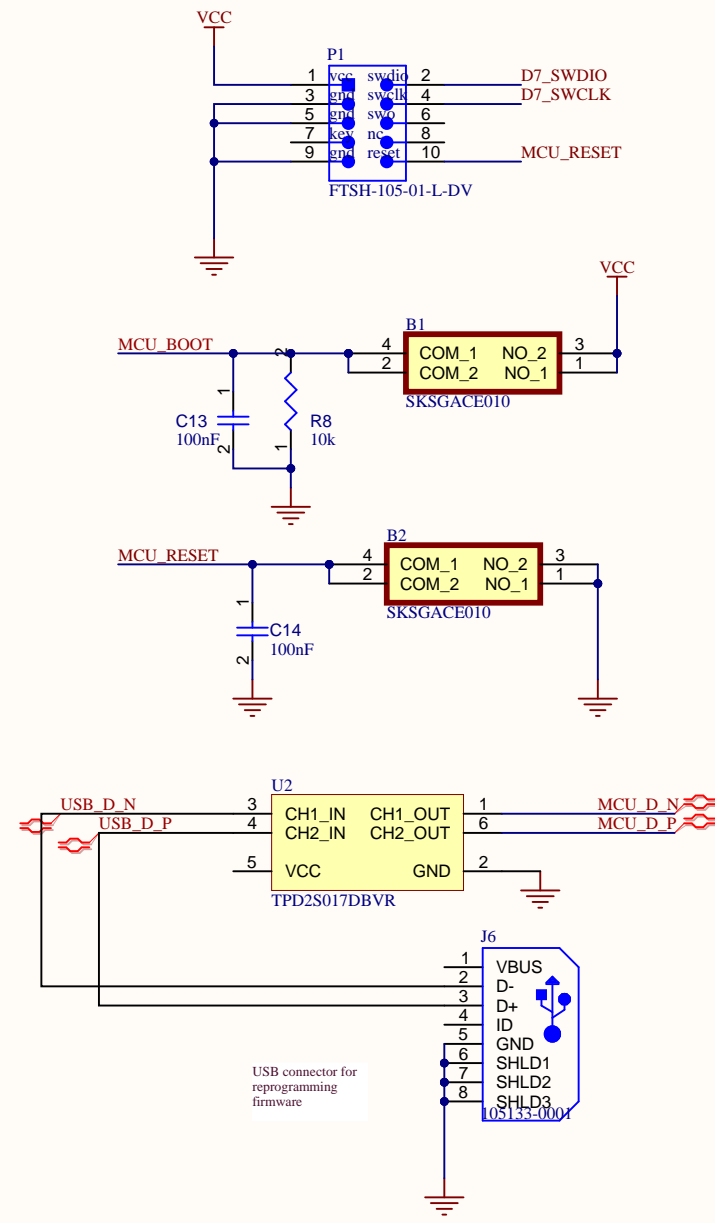 VCC
P1
1 vcc swdio 2 D7_SWDIO
3 gnd swclk 4 D7_SWCLK
5 gnd swo 6
7 key nc 8
9 gnd reset 10 MCU_RESET
FTSH-105-01-L-DV
VCC
B1
MCU_BOOT 2 4 COM_1 NO_2 3
2 COM_2 NO_1 1
SKSGACE010
1
C13
100nF
2
R8
10k
1
B2
MCU_RESET 4 COM_1 NO_2 3
2 COM_2 NO_1 1
SKSGACE010
1
C14
100nF
2
U2
USB_D_N 3 CH1_IN CH1_OUT 1 MCU_D_N
USB_D_P 4 CH2_IN CH2_OUT 6 MCU_D_P
5 VCC GND 2
TPD2S017DBVR
J6
1 VBUS
2 D-
3 D+
4 ID
5 GND
6 SHLD1
7 SHLD2
8 SHLD3
105133-0001
USB connector for
reprogramming
firmware